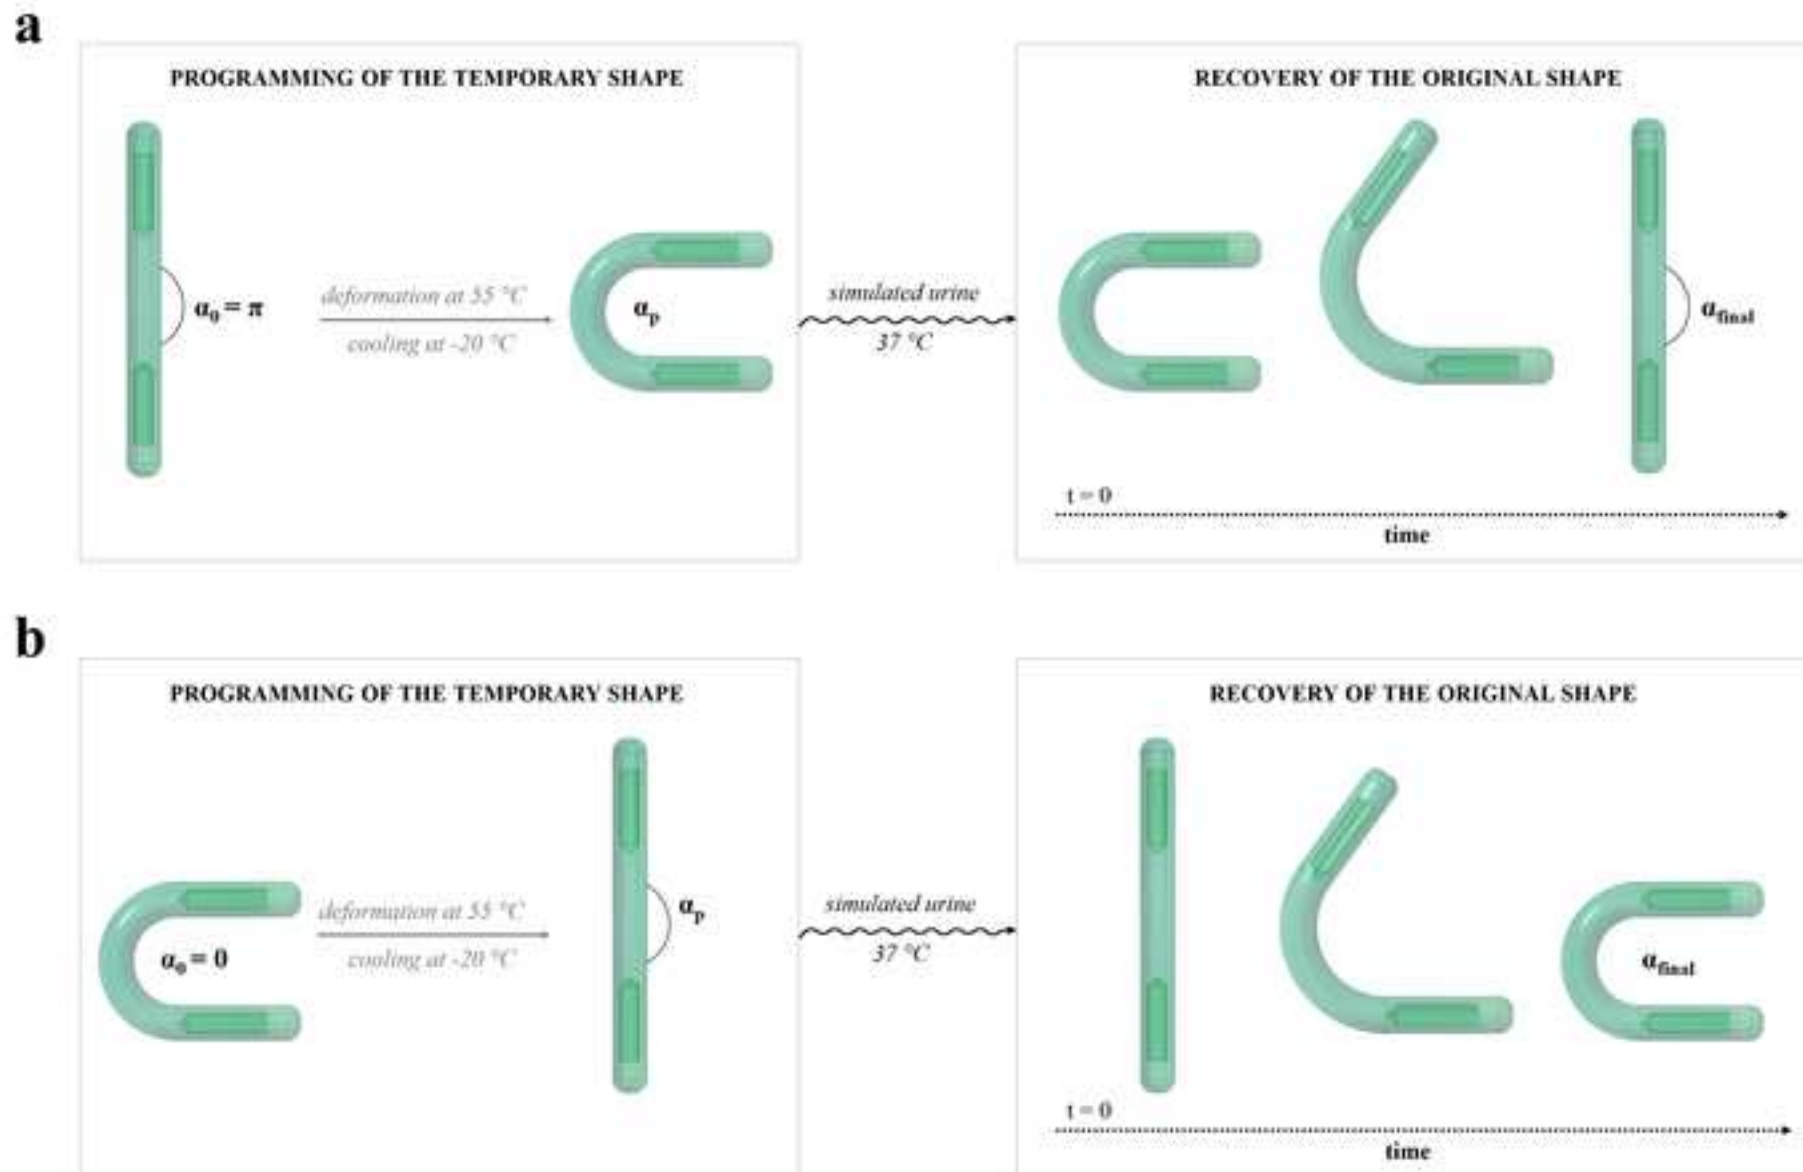 a
PROGRAMMING OF THE TEMPORARY SHAPE
α₀ = π
deformation at 55 °C
cooling at -20 °C
αₚ
simulated urine
37 °C
RECOVERY OF THE ORIGINAL SHAPE
α_final
t = 0
time
b
PROGRAMMING OF THE TEMPORARY SHAPE
α₀ = 0
deformation at 55 °C
cooling at -20 °C
αₚ
simulated urine
37 °C
RECOVERY OF THE ORIGINAL SHAPE
α_final
t = 0
time